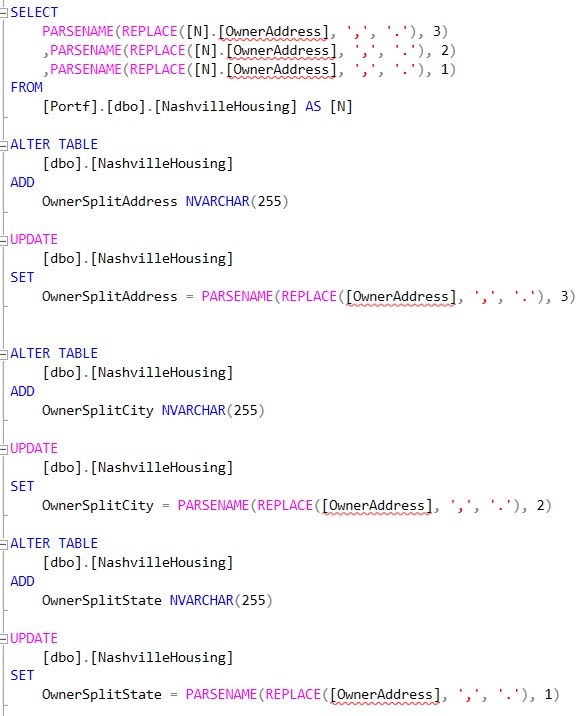 SELECT
PARSENAME(REPLACE([N].[OwnerAddress], ',', '.'), 3)
,PARSENAME(REPLACE([N].[OwnerAddress], ',', '.'), 2)
,PARSENAME(REPLACE([N].[OwnerAddress], ',', '.'), 1)
FROM
[Portf].[dbo].[NashvilleHousing] AS [N]
ALTER TABLE
[dbo].[NashvilleHousing]
ADD
OwnerSplitAddress NVARCHAR(255)
UPDATE
[dbo].[NashvilleHousing]
SET
OwnerSplitAddress = PARSENAME(REPLACE([OwnerAddress], ',', '.'), 3)
ALTER TABLE
[dbo].[NashvilleHousing]
ADD
OwnerSplitCity NVARCHAR(255)
UPDATE
[dbo].[NashvilleHousing]
SET
OwnerSplitCity = PARSENAME(REPLACE([OwnerAddress], ',', '.'), 2)
ALTER TABLE
[dbo].[NashvilleHousing]
ADD
OwnerSplitState NVARCHAR(255)
UPDATE
[dbo].[NashvilleHousing]
SET
OwnerSplitState = PARSENAME(REPLACE([OwnerAddress], ',', '.'), 1)